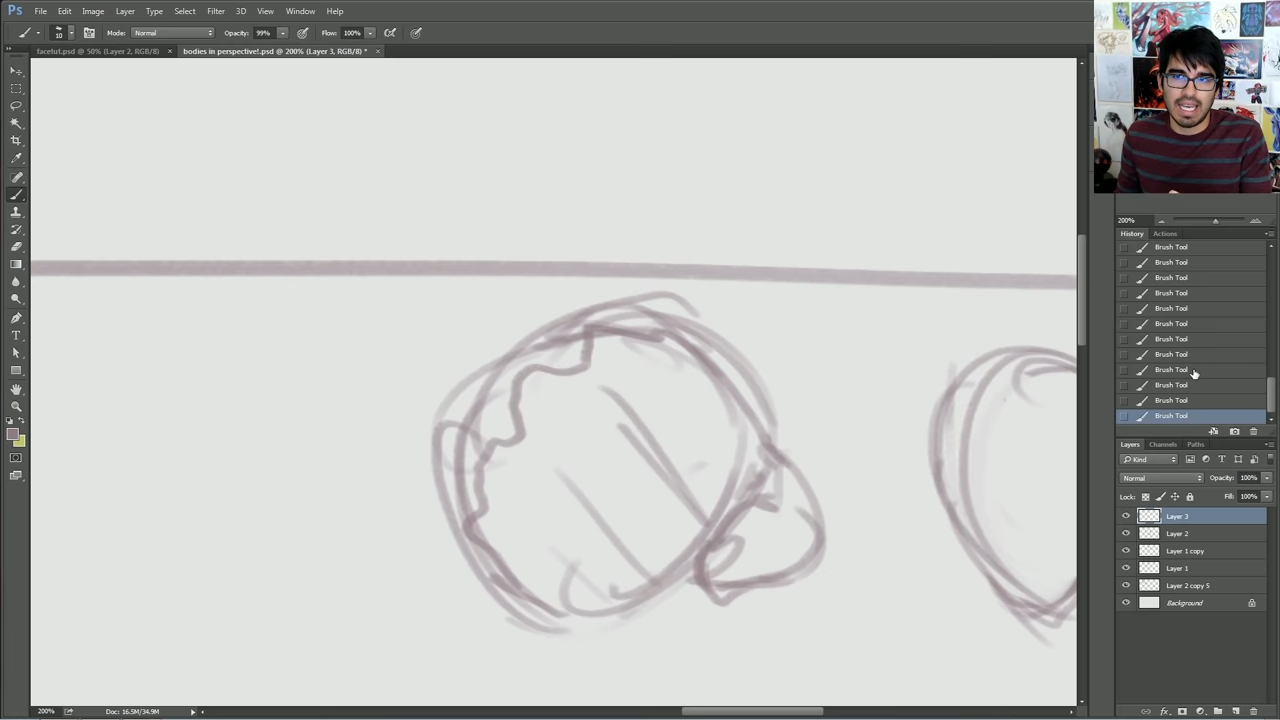 Ps File Edit Image Layer Type Select Filter 3D View Window Help
10 Mode: Normal Opacity: 99% Flow: 100%
facetut.psd @ 50% (Layer 2, RGB/8) × bodies in perspective!.psd @ 200% (Layer 3, RGB/8) * ×
200%
History Actions
Brush Tool
Brush Tool
Brush Tool
Brush Tool
Brush Tool
Brush Tool
Brush Tool
Brush Tool
Brush Tool
Brush Tool
Brush Tool
Brush Tool
Layers Channels Paths
Kind
Normal Opacity: 100%
Lock: Fill: 100%
Layer 3
Layer 2
Layer 1 copy
Layer 1
Layer 2 copy 5
Background
200% Doc: 16.5M/34.9M